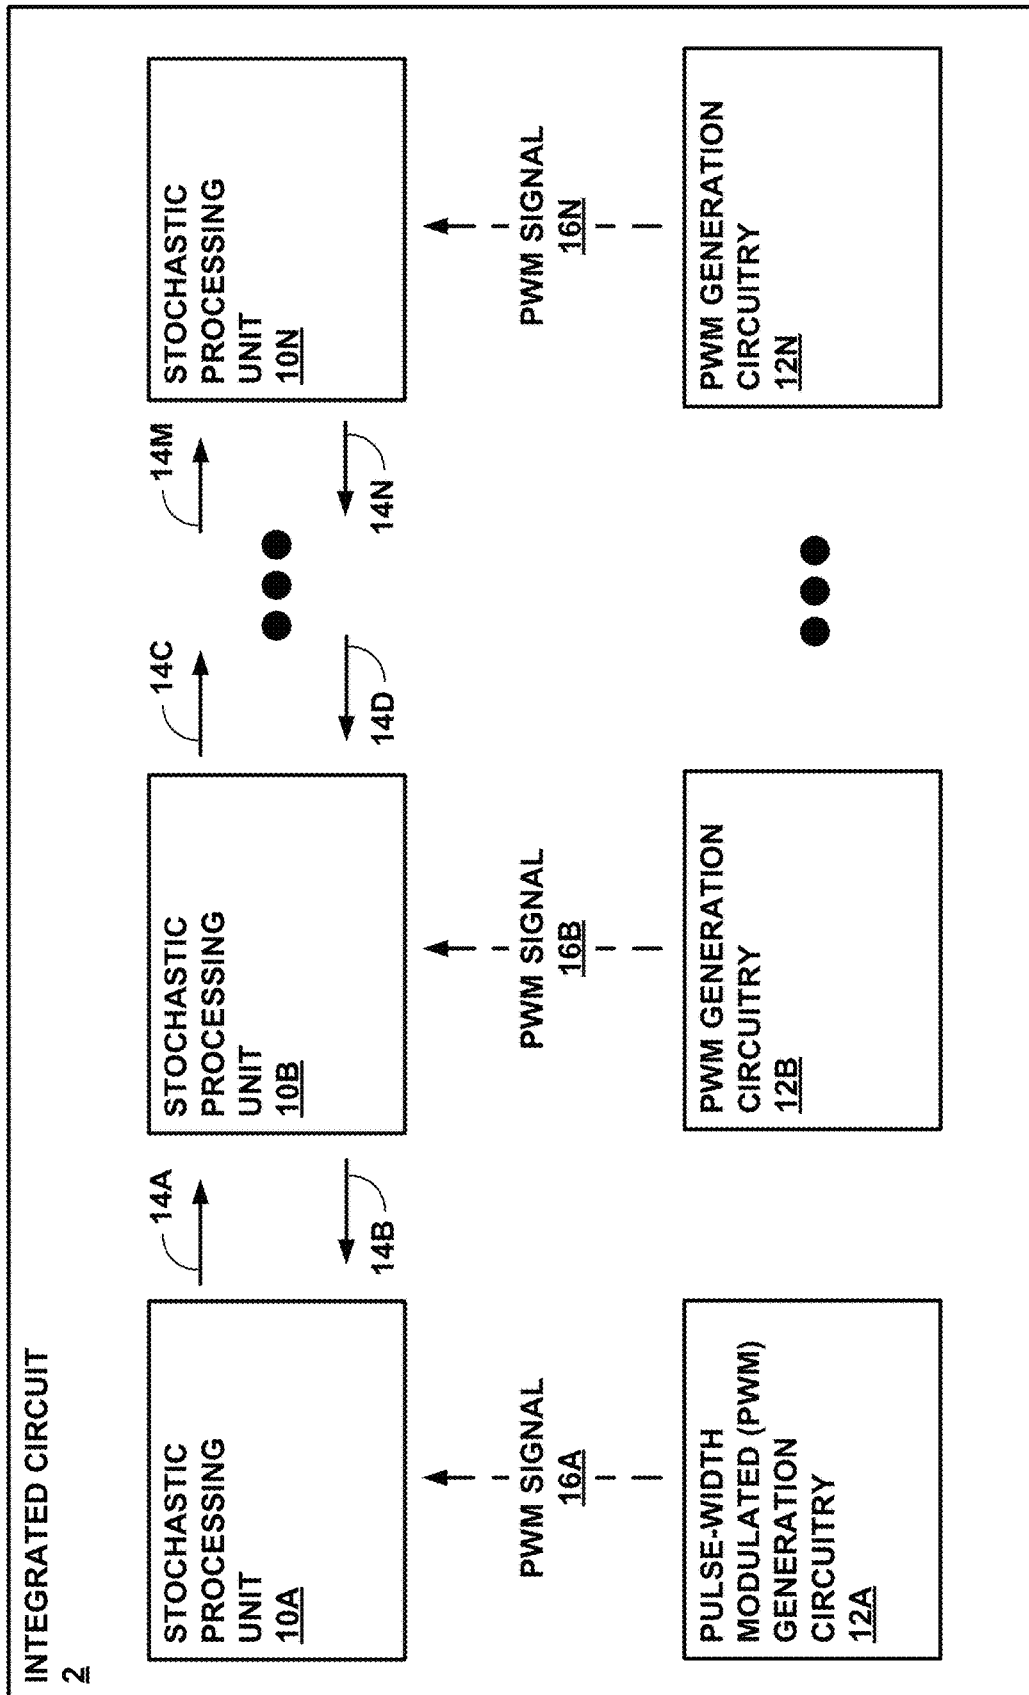 INTEGRATED CIRCUIT
2
STOCHASTIC
PROCESSING
UNIT
10A
14A
14B
STOCHASTIC
PROCESSING
UNIT
10B
14C
14D
14M
14N
STOCHASTIC
PROCESSING
UNIT
10N
PWM SIGNAL
16A
PWM SIGNAL
16B
PWM SIGNAL
16N
PULSE-WIDTH
MODULATED (PWM)
GENERATION
CIRCUITRY
12A
PWM GENERATION
CIRCUITRY
12B
PWM GENERATION
CIRCUITRY
12N